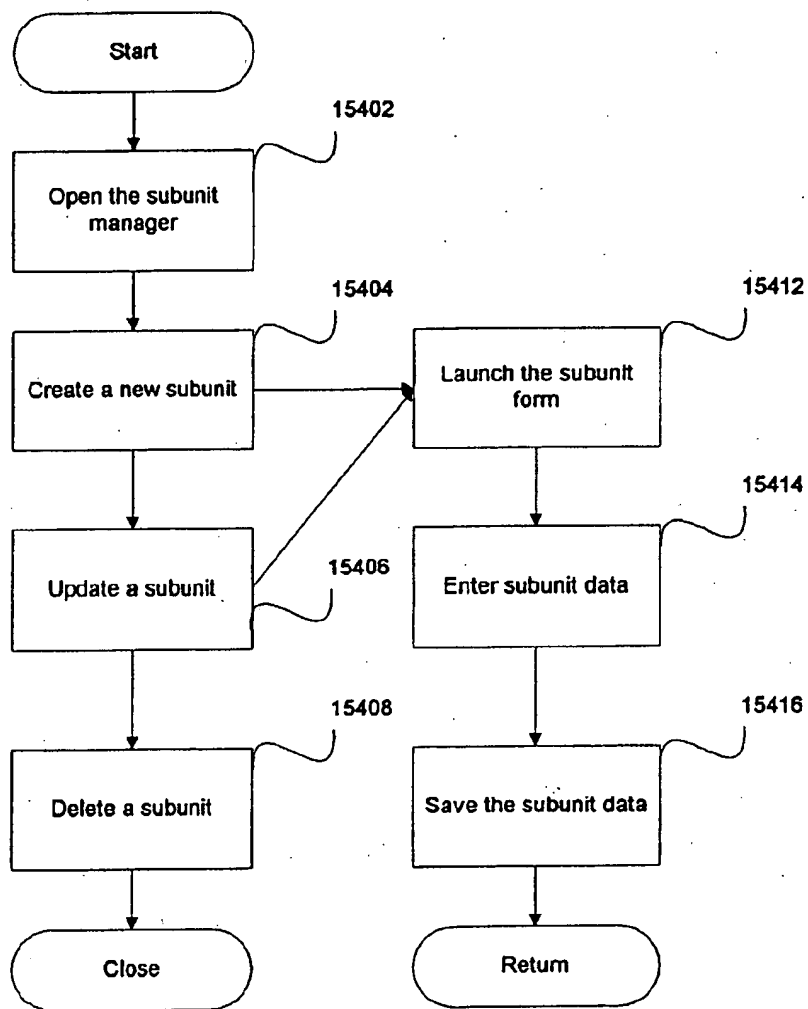 Start
15402
Open the subunit
manager
15404
Create a new subunit
15412
Launch the subunit
form
Update a subunit
15406
15414
Enter subunit data
15408
Delete a subunit
15416
Save the subunit data
Close
Return